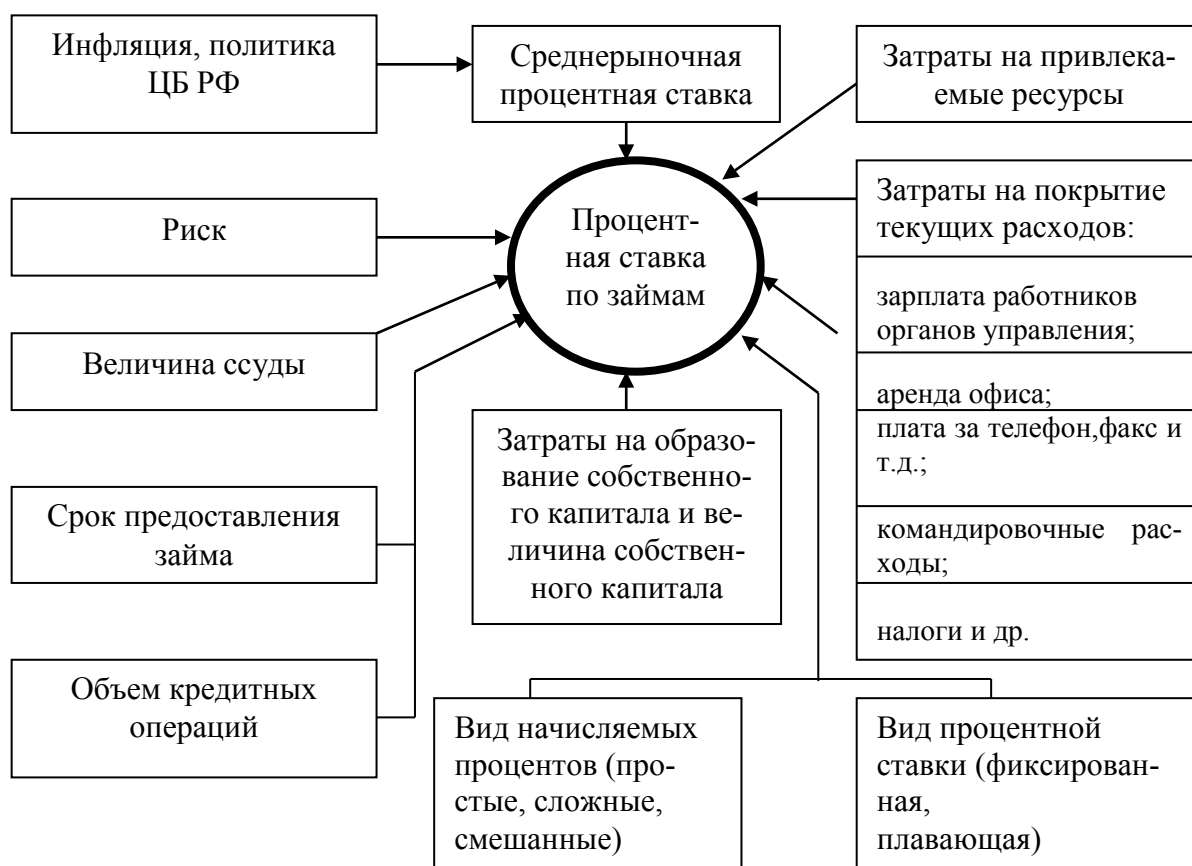 Инфляция, политика
ЦБ РФ
Среднерыночная
процентная ставка
Затраты на привлека-
емые ресурсы
Риск
Процент-
ная ставка
по займам
Затраты на покрытие
текущих расходов:
зарплата работников
органов управления;
аренда офиса;
плата за телефон,факс и
т.д.;
командировочные рас-
ходы;
налоги и др.
Величина ссуды
Затраты на образо-
вание собственно-
го капитала и ве-
личина собствен-
ного капитала
Срок предоставления
займа
Объем кредитных
операций
Вид начисляемых
процентов (про-
стые, сложные,
смешанные)
Вид процентной
ставки (фиксирован-
ная,
плавающая)